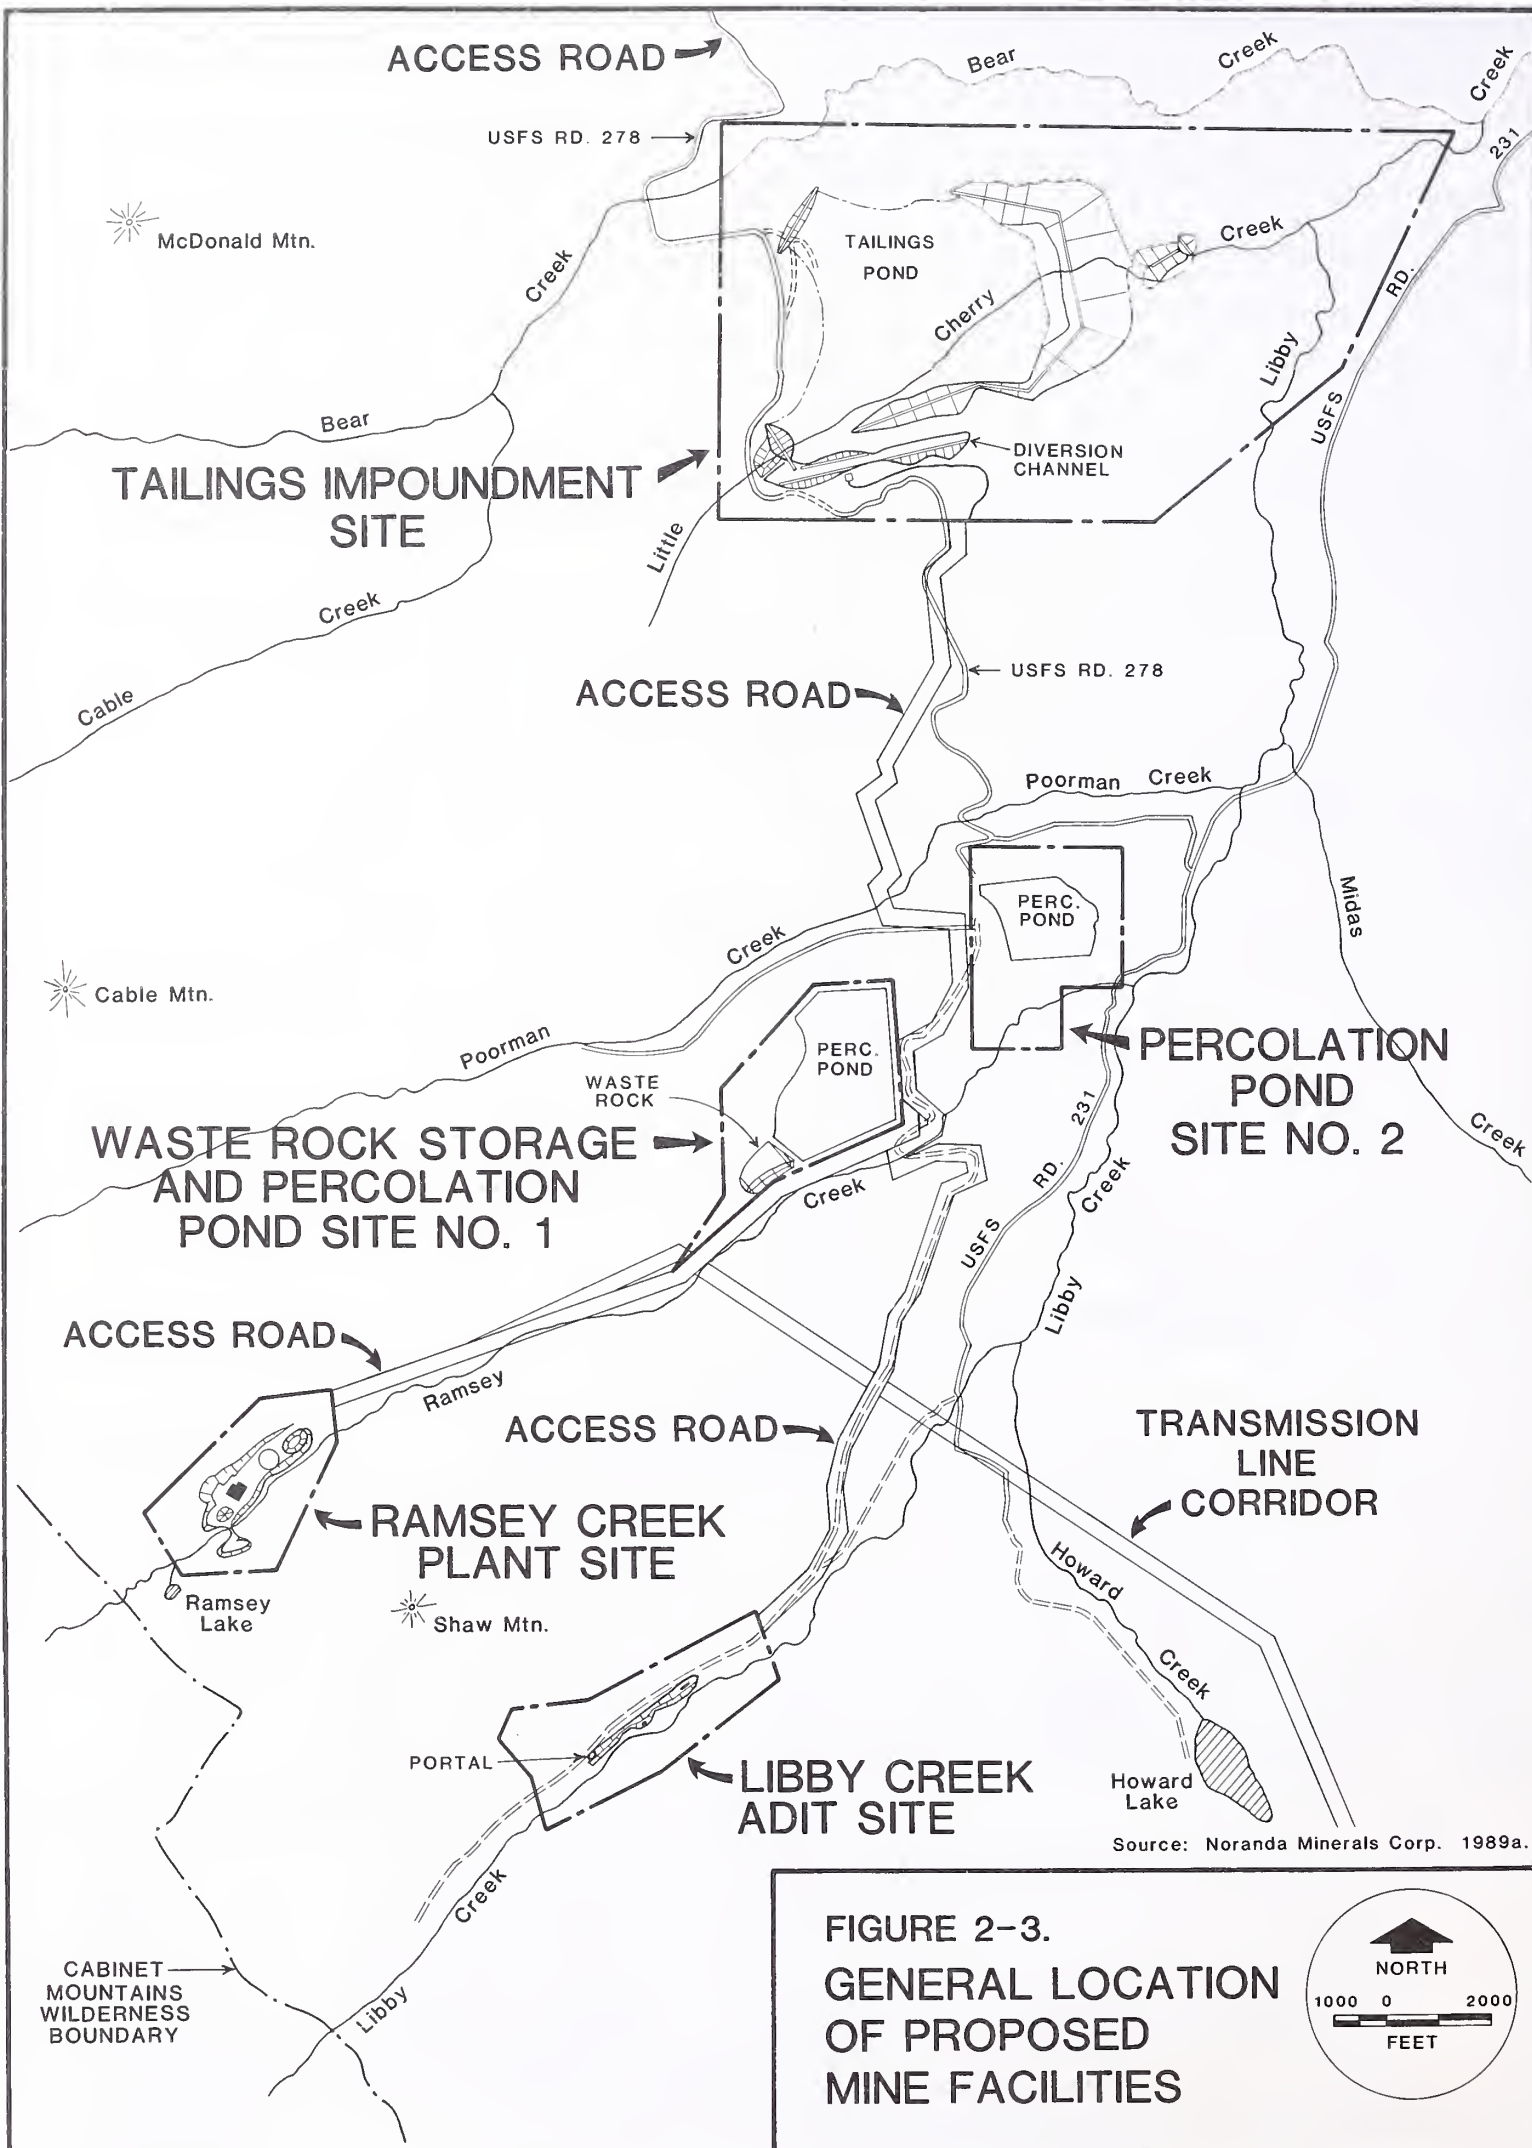 ACCESS ROAD
Bear
Creek
Creek
USFS RD. 278
231
McDonald Mtn.
TAILINGS
POND
Creek
Creek
RD.
Cherry
Libby
USFS
Bear
DIVERSION
CHANNEL
TAILINGS IMPOUNDMENT
SITE
Little
Creek
Cable
USFS RD. 278
ACCESS ROAD
Poorman Creek
PERC.
POND
Midas
Creek
Cable Mtn.
Poorman
PERC.
POND
WASTE
ROCK
PERCOLATION
POND
SITE NO. 2
231
RD.
USFS
Creek
Creek
WASTE ROCK STORAGE
AND PERCOLATION
POND SITE NO. 1
Creek
Libby
ACCESS ROAD
Ramsey
ACCESS ROAD
TRANSMISSION
LINE
CORRIDOR
RAMSEY CREEK
PLANT SITE
Howard
Creek
Ramsey
Lake
Shaw Mtn.
PORTAL
LIBBY CREEK
ADIT SITE
Howard
Lake
Source: Noranda Minerals Corp. 1989a.
Creek
Libby
CABINET
MOUNTAINS
WILDERNESS
BOUNDARY
FIGURE 2-3.
GENERAL LOCATION
OF PROPOSED
MINE FACILITIES
NORTH
1000 0 2000
FEET